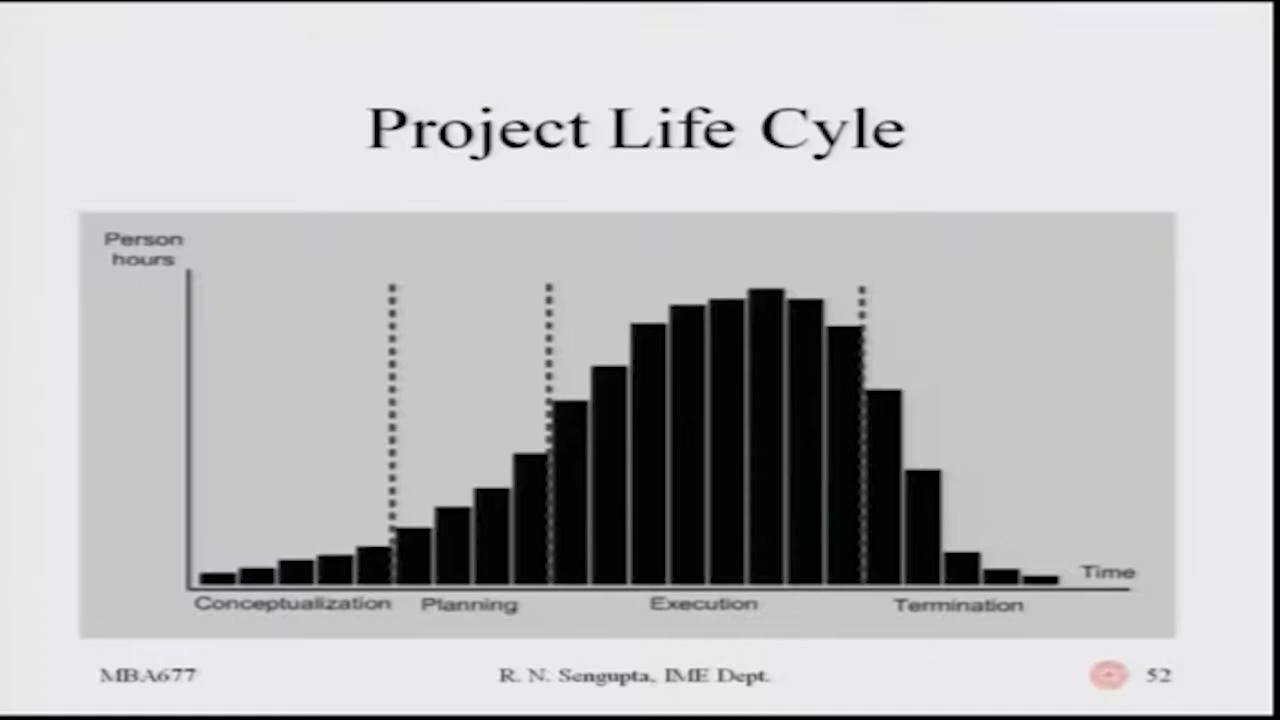 Project Life Cyle
Person
hours
Time
Conceptualization Planning Execution Termination
MBA677 R. N. Sengupta, IME Dept. 52